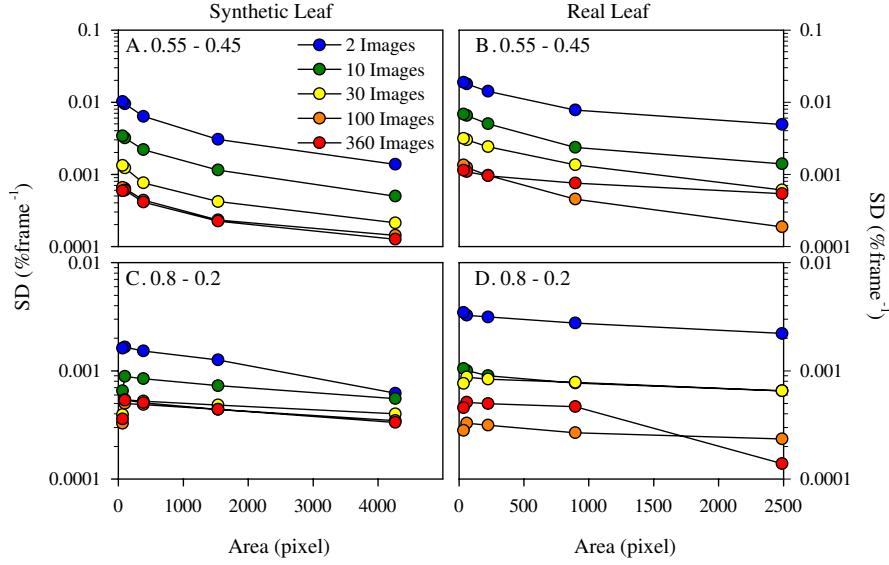 Synthetic Leaf
Real Leaf
0.1
A. 0.55 - 0.45
2 Images
B. 0.55 - 0.45
0.1
10 Images
0.01
30 Images
0.01
100 Images
360 Images
0.001
0.001
0.0001
0.0001
SD (%frame-1)
SD (%frame-1)
0.01
C. 0.8 - 0.2
D. 0.8 - 0.2
0.01
0.001
0.001
0.0001
0.0001
0 1000 2000 3000 4000
0 500 1000 1500 2000 2500
Area (pixel)
Area (pixel)